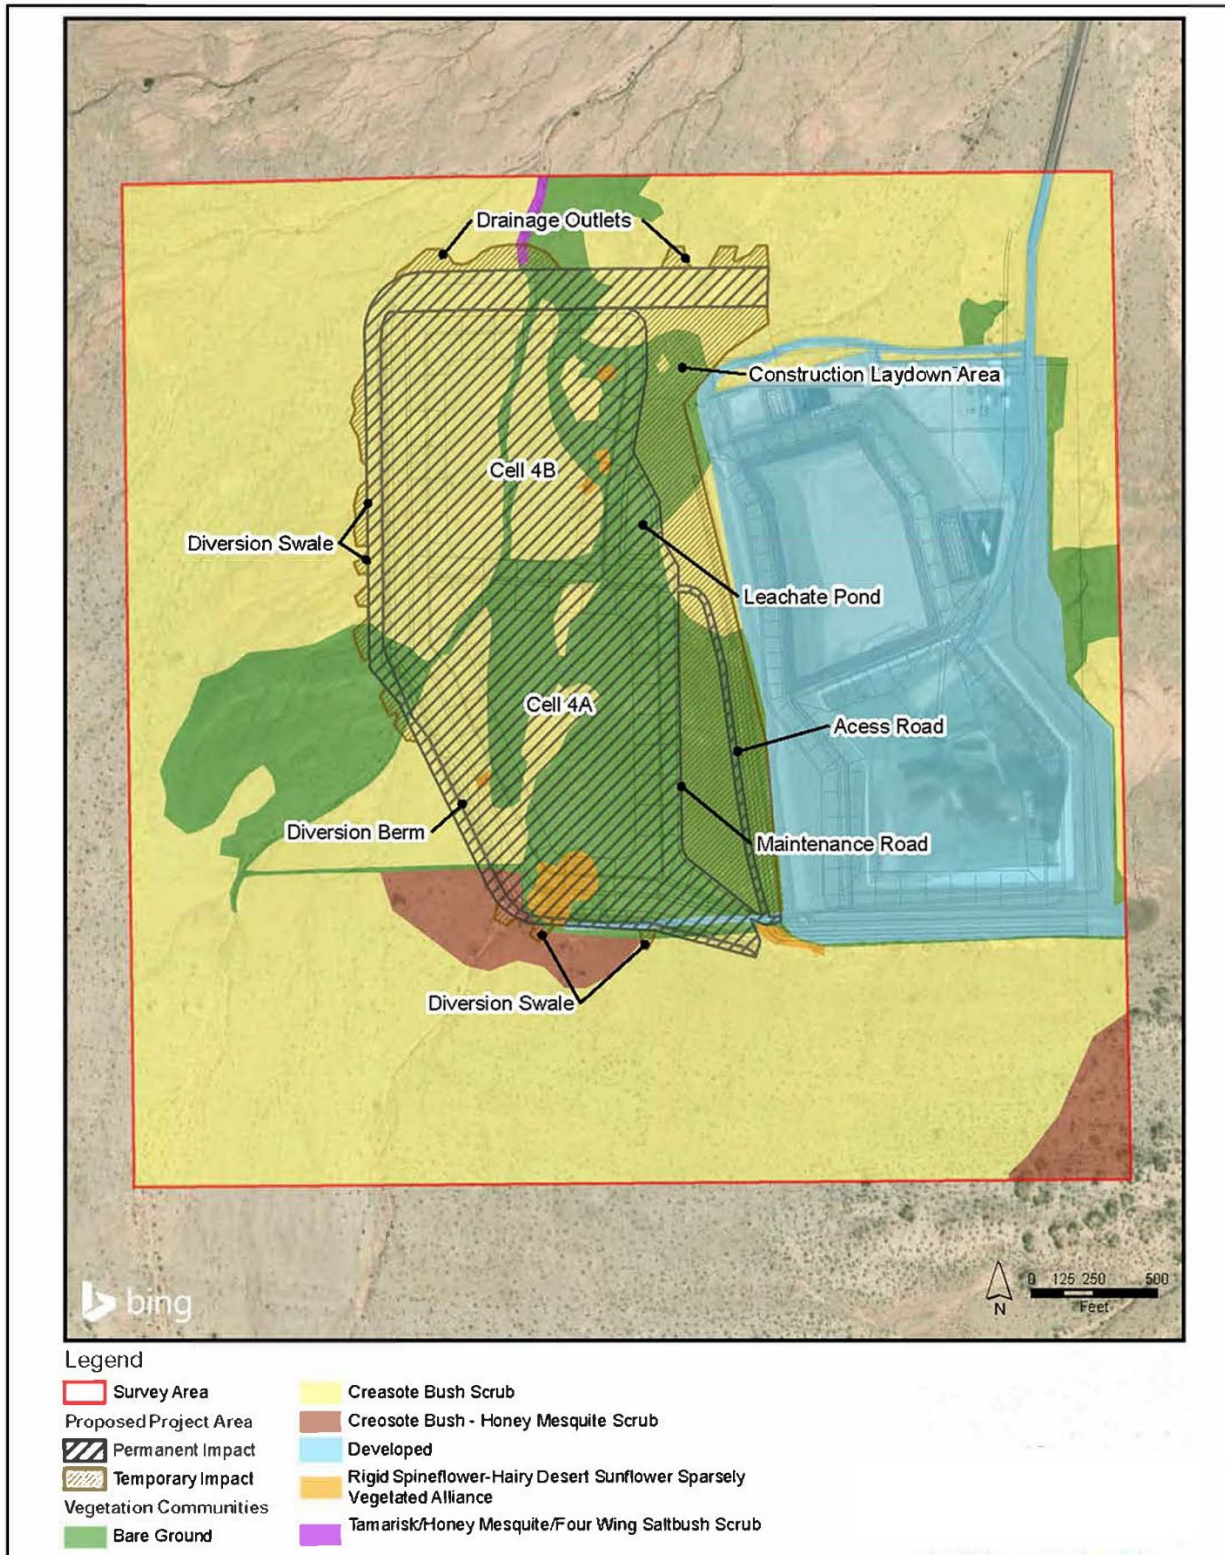 Drainage Outlets
Construction Laydown Area
Cell 4B
Diversion Swale
Leachate Pond
Cell 4A
Acess Road
Diversion Berm
Maintenance Road
Diversion Swale
bing
N
0 125 250 500
Feet
Legend
Survey Area
Proposed Project Area
Permanent Impact
Temporary Impact
Vegetation Communities
Bare Ground
Creasote Bush Scrub
Creosote Bush - Honey Mesquite Scrub
Developed
Rigid Spineflower-Hairy Desert Sunflower Sparsely
Vegetated Alliance
Tamarisk/Honey Mesquite/Four Wing Saltbush Scrub